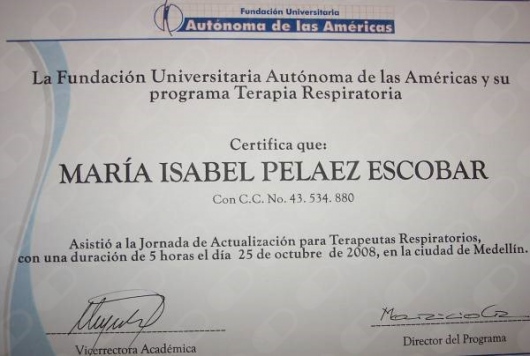 Fundación Universitaria
Autónoma de las Américas
La Fundación Universitaria Autónoma de las Américas y su
programa Terapia Respiratoria
Certifica que:
MARÍA ISABEL PELAEZ ESCOBAR
Con C.C. No. 43. 534. 880
Asistió a la Jornada de Actualización para Terapeutas Respiratorios,
con una duración de 5 horas el día 25 de octubre de 2008, en la ciudad de Medellín.
Vicerrectora Académica
Director del Programa